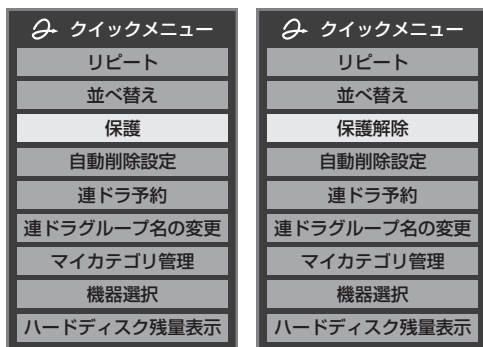 クイックメニュー
リピート
並べ替え
保護
自動削除設定
連ドラ予約
連ドラグループ名の変更
マイカテゴリ管理
機器選択
ハードディスク残量表示
クイックメニュー
リピート
並べ替え
保護解除
自動削除設定
連ドラ予約
連ドラグループ名の変更
マイカテゴリ管理
機器選択
ハードディスク残量表示